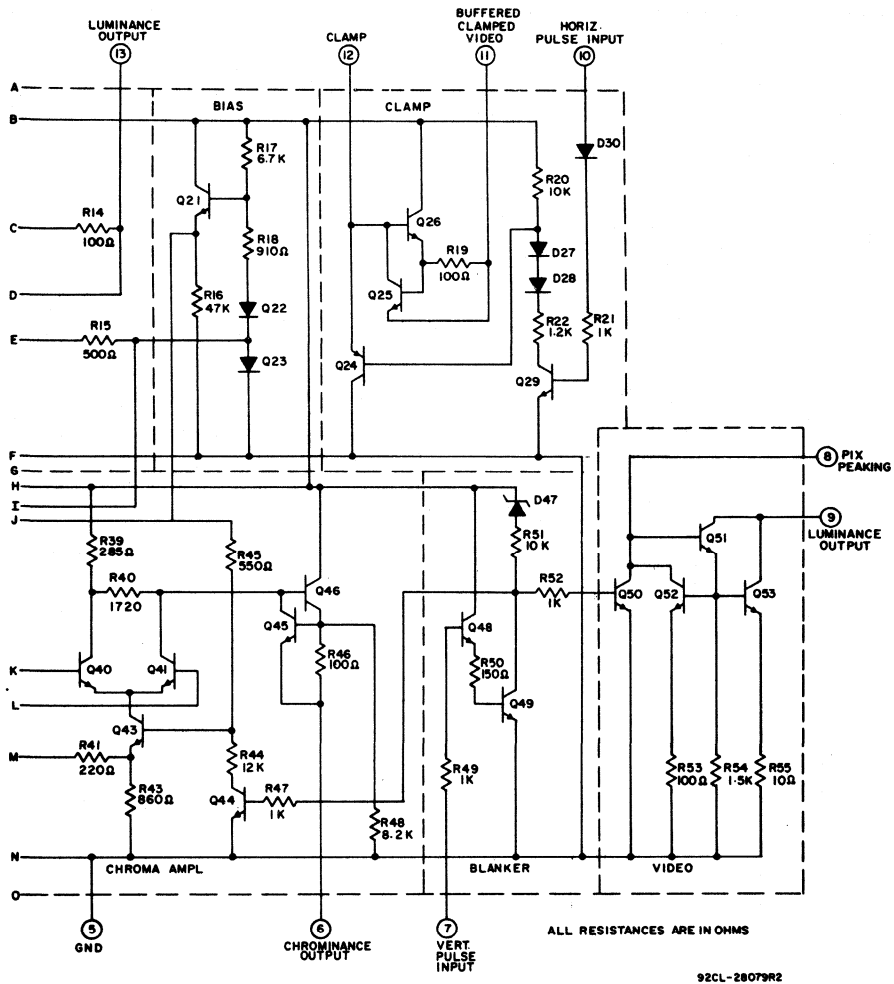 LUMINANCE
OUTPUT
13
CLAMP
12
BUFFERED
CLAMPED
VIDEO
11
HORIZ.
PULSE INPUT
10
A
BIAS
CLAMP
B
R17
6.7K
D30
R20
10K
Q21
Q26
C
R14
100Ω
R18
910Ω
R19
100Ω
D27
D28
Q25
D
R16
47K
Q22
R22
1.2K
R21
1K
E
R15
500Ω
Q23
Q24
Q29
F
8
PIX
PEAKING
G
H
I
J
D47
R51
10K
9
LUMINANCE
OUTPUT
R39
285Ω
R45
550Ω
Q51
R40
1720
Q46
R52
1K
Q50
Q52
Q53
Q45
Q48
K
Q40
Q41
R46
100Ω
R50
150Ω
L
Q49
Q43
M
R41
220Ω
R44
12K
R49
1K
R53
100Ω
R54
1.5K
R55
10Ω
R43
860Ω
Q44
R47
1K
R48
8.2K
N
CHROMA AMPL
BLANKER
VIDEO
O
5
GND
6
CHROMINANCE
OUTPUT
7
VERT.
PULSE
INPUT
ALL RESISTANCES ARE IN OHMS
92CL-28079R2